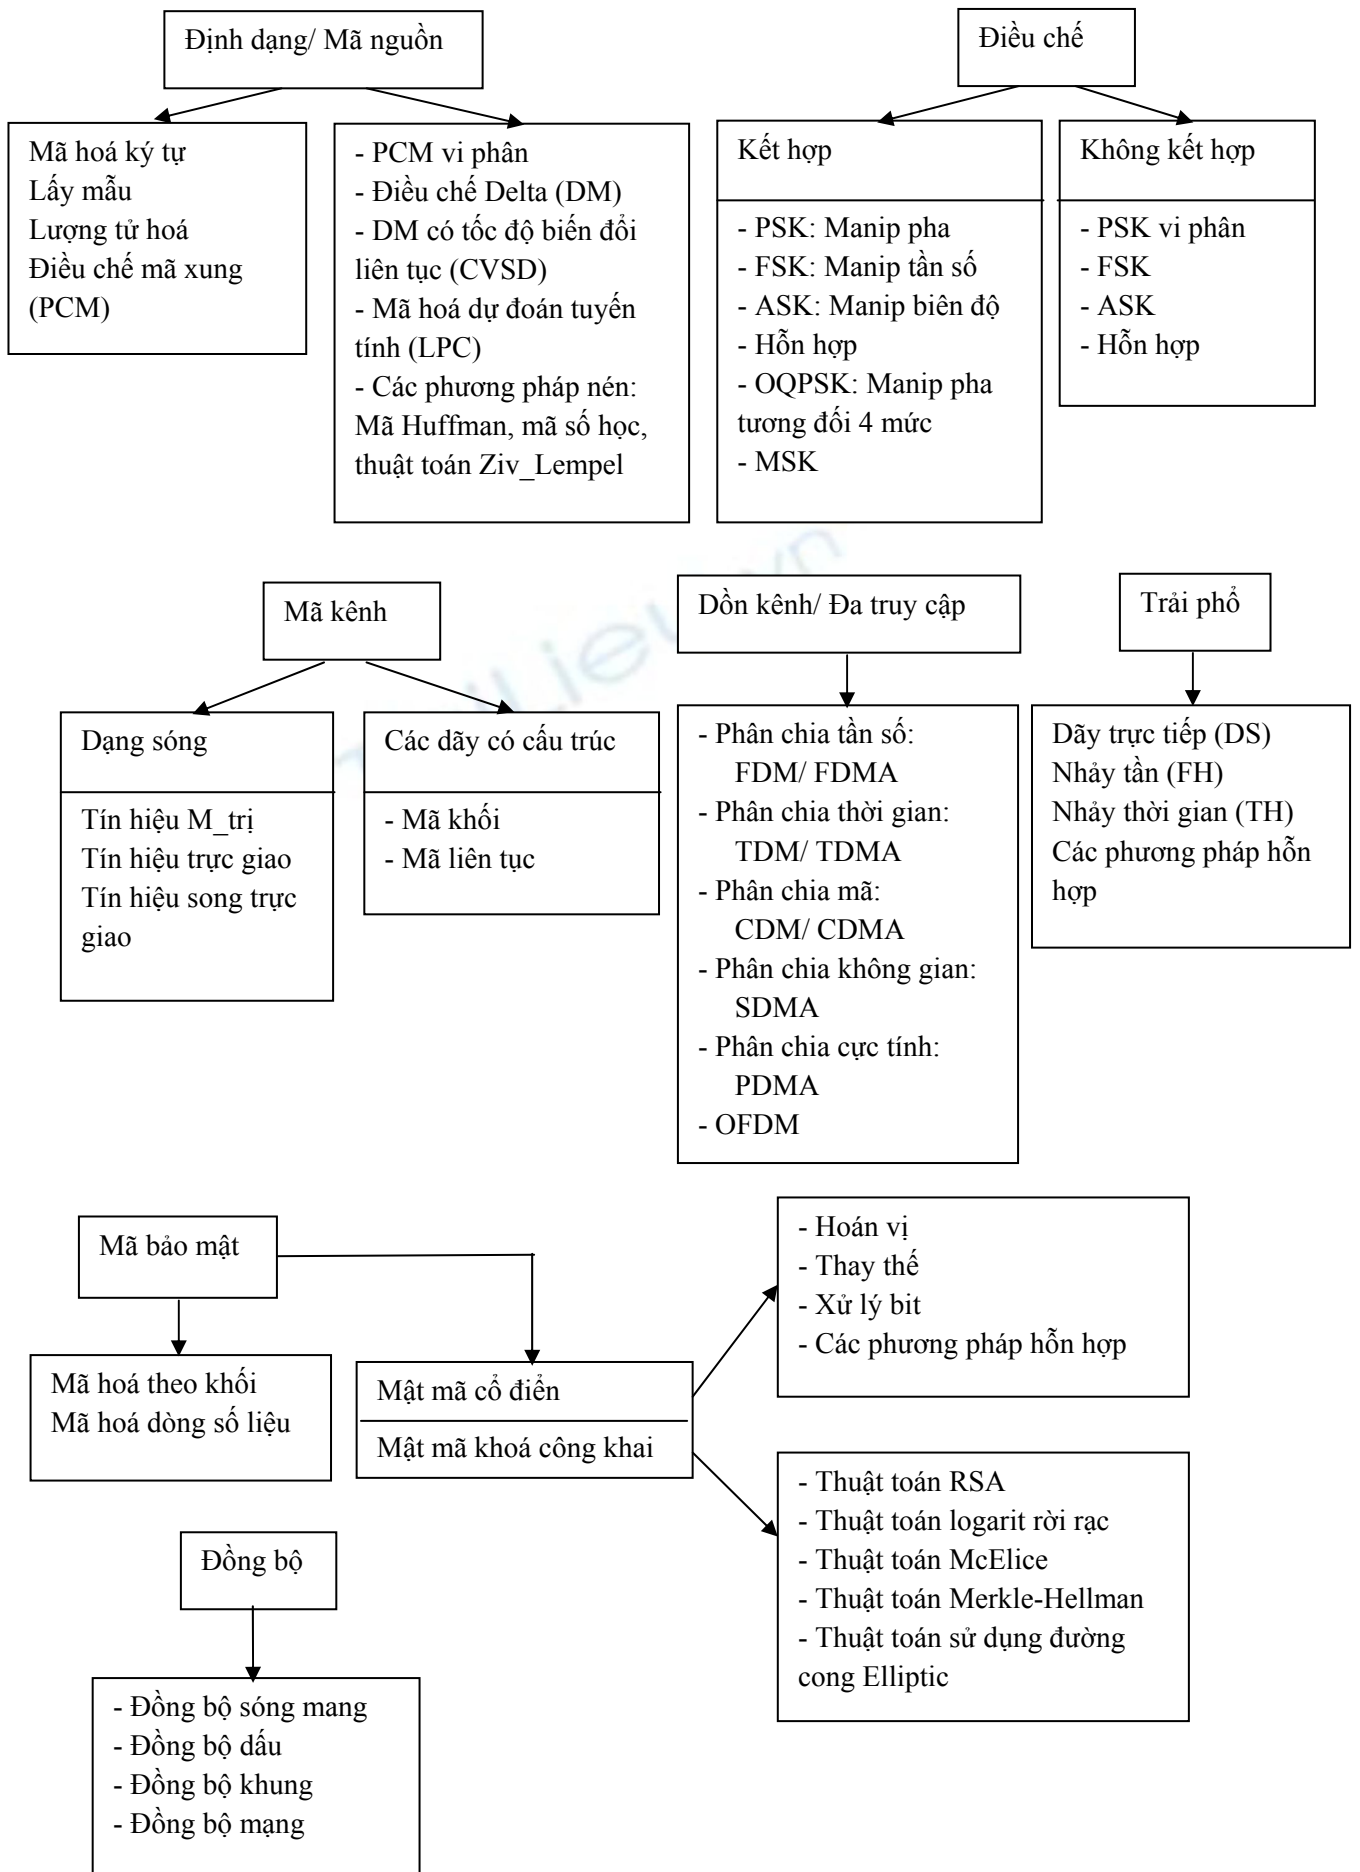 Định dạng/ Mã nguồn
Mã hoá ký tự
Lấy mẫu
Lượng tử hoá
Điều chế mã xung
(PCM)
- PCM vi phân
- Điều chế Delta (DM)
- DM có tốc độ biến đổi
liên tục (CVSD)
- Mã hoá dự đoán tuyến
tính (LPC)
- Các phương pháp nén:
Mã Huffman, mã số học,
thuật toán Ziv_Lempel
Điều chế
Kết hợp
- PSK: Manip pha
- FSK: Manip tần số
- ASK: Manip biên độ
- Hỗn hợp
- OQPSK: Manip pha
tương đối 4 mức
- MSK
Không kết hợp
- PSK vi phân
- FSK
- ASK
- Hỗn hợp
Mã kênh
Dạng sóng
Tín hiệu M_trị
Tín hiệu trực giao
Tín hiệu song trực
giao
Các dãy có cấu trúc
- Mã khối
- Mã liên tục
Dồn kênh/ Đa truy cập
- Phân chia tần số:
FDM/ FDMA
- Phân chia thời gian:
TDM/ TDMA
- Phân chia mã:
CDM/ CDMA
- Phân chia không gian:
SDMA
- Phân chia cực tính:
PDMA
- OFDM
Trải phổ
Dãy trực tiếp (DS)
Nhảy tần (FH)
Nhảy thời gian (TH)
Các phương pháp hỗn
hợp
Mã bảo mật
Mã hoá theo khối
Mã hoá dòng số liệu
Mật mã cổ điển
Mật mã khoá công khai
- Hoán vị
- Thay thế
- Xử lý bit
- Các phương pháp hỗn hợp
- Thuật toán RSA
- Thuật toán logarit rời rạc
- Thuật toán McElice
- Thuật toán Merkle-Hellman
- Thuật toán sử dụng đường
cong Elliptic
Đồng bộ
- Đồng bộ sóng mang
- Đồng bộ dấu
- Đồng bộ khung
- Đồng bộ mạng